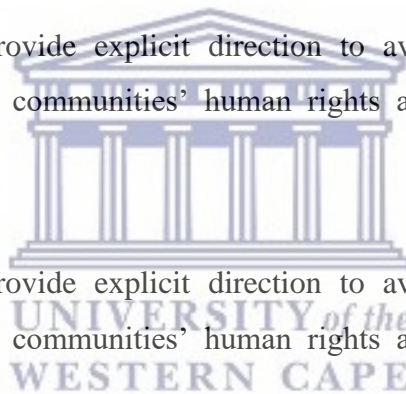 rovide explicit direction to av
communities’ human rights a
rovide explicit direction to av
UNIVERSITY of the
communities’ human rights a
WESTERN CAPE